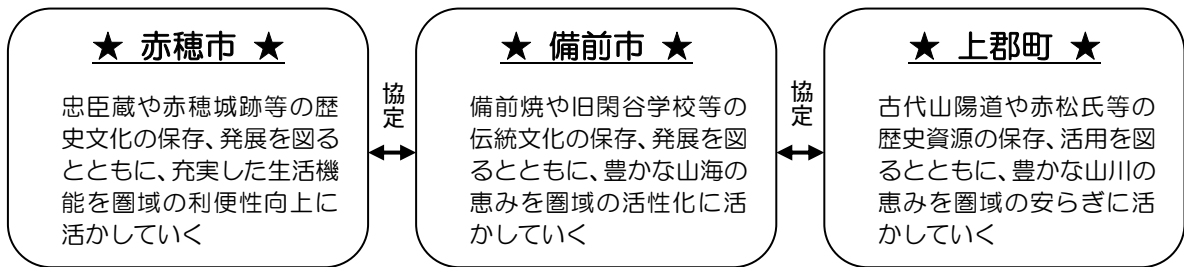 ★ 赤穂市 ★
忠臣蔵や赤穂城跡等の歴
史文化の保存、発展を図る
とともに、充実した生活機
能を圏域の利便性向上に
活かしていく
協定
★ 備前市 ★
備前焼や旧閑谷学校等の
伝統文化の保存、発展を図
るとともに、豊かな山海の
恵みを圏域の活性化に活
かしていく
協定
★ 上郡町 ★
古代山陽道や赤松氏等の
歴史資源の保存、活用を図
るとともに、豊かな山川の
恵みを圏域の安らぎに活
かしていく